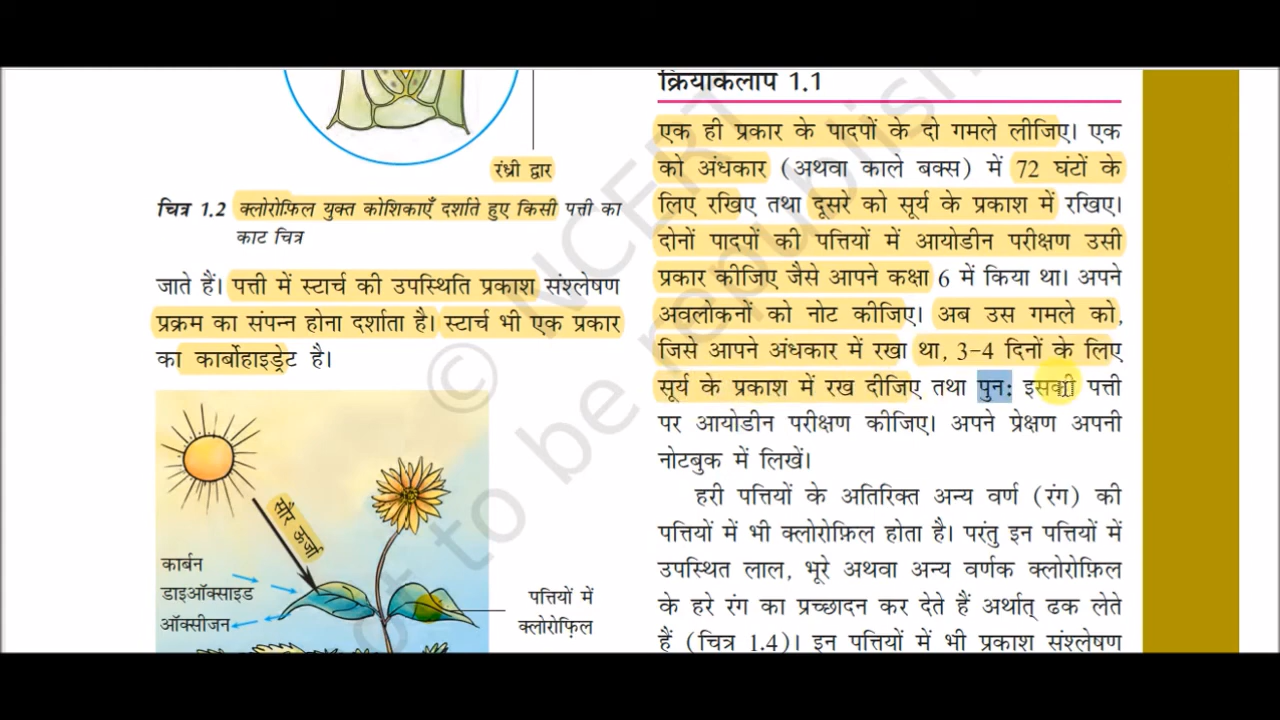 रंध्री द्वार
चित्र 1.2 क्लोरोफ़िल युक्त कोशिकाएँ दर्शाते हुए किसी पत्ती का
काट चित्र
जाते हैं। पत्ती में स्टार्च की उपस्थिति प्रकाश संश्लेषण
प्रक्रम का संपन्न होना दर्शाता है। स्टार्च भी एक प्रकार
का कार्बोहाइड्रेट है।
सौर ऊर्जा
कार्बन
डाइऑक्साइड
ऑक्सीजन
पत्तियों में
क्लोरोफ़िल
क्रियाकलाप 1.1
एक ही प्रकार के पादपों के दो गमले लीजिए। एक
को अंधकार (अथवा काले बक्स) में 72 घंटों के
लिए रखिए तथा दूसरे को सूर्य के प्रकाश में रखिए।
दोनों पादपों की पत्तियों में आयोडीन परीक्षण उसी
प्रकार कीजिए जैसे आपने कक्षा 6 में किया था। अपने
अवलोकनों को नोट कीजिए। अब उस गमले को,
जिसे आपने अंधकार में रखा था, 3-4 दिनों के लिए
सूर्य के प्रकाश में रख दीजिए तथा पुन: इसकी पत्ती
पर आयोडीन परीक्षण कीजिए। अपने प्रेक्षण अपनी
नोटबुक में लिखें।
हरी पत्तियों के अतिरिक्त अन्य वर्ण (रंग) की
पत्तियों में भी क्लोरोफ़िल होता है। परंतु इन पत्तियों में
उपस्थित लाल, भूरे अथवा अन्य वर्णक क्लोरोफ़िल
के हरे रंग का प्रच्छादन कर देते हैं अर्थात् ढक लेते
हैं (चित्र 1.4)। इन पत्तियों में भी प्रकाश संश्लेषण
© NCERT
not to be republish